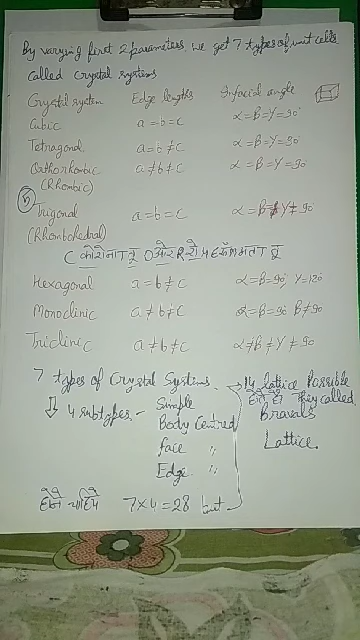 By varying first 2 parameters, we get 7 types of unit cells
called Crystal systems
Crystal system Edge lengths Infacial angle
Cubic a = b = c α = β = γ = 90°
Tetragonal a = b ≠ c α = β = γ = 90°
Orthorhombic a ≠ b ≠ c α = β = γ = 90°
(Rhombic)
Trigonal a = b = c α = β = γ ≠ 90°
(Rhombohedral)
C T O और R H T
Hexagonal a = b ≠ c α = β = 90° γ = 120°
Monoclinic a ≠ b ≠ c = β = 90° β ≠ 90°
Triclinic a ≠ b ≠ c α ≠ β ≠ γ ≠ 90°
7 types of Crystal Systems → 14 lattice Possible
होते हैं They called
Bravais
Lattice.
4 subtypes - Simple
Body Centred
face "
Edge "
होने चाहिये 7 × 4 = 28 but